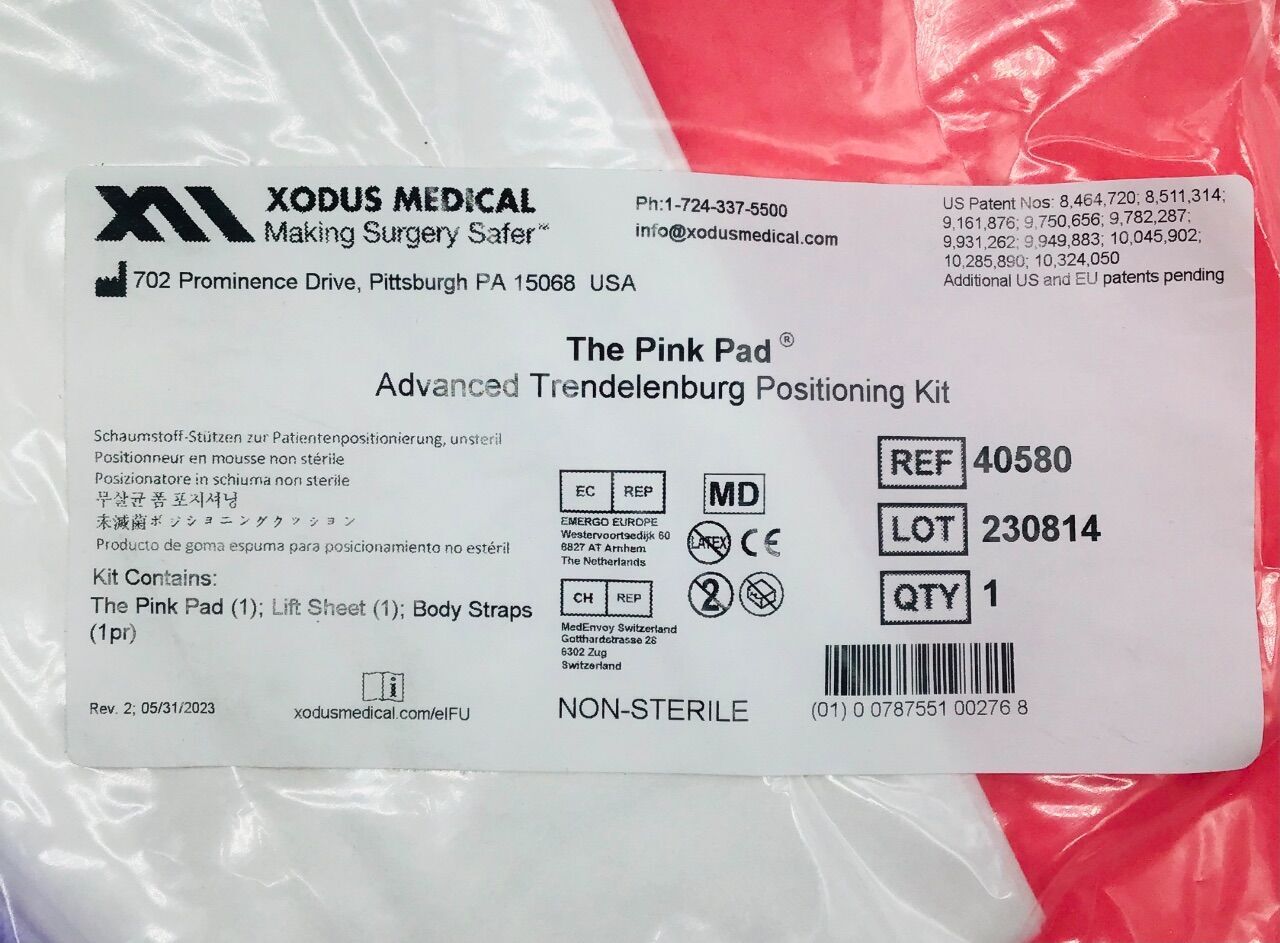 XODUS MEDICAL
Making Surgery Safer™
702 Prominence Drive, Pittsburgh PA 15068 USA
Ph:1-724-337-5500
info@xodusmedical.com
US Patent Nos: 8,464,720; 8,511,314;
9,161,876; 9,750,656; 9,782,287;
9,931,262; 9,949,883; 10,045,902;
10,285,890; 10,324,050
Additional US and EU patents pending
The Pink Pad ®
Advanced Trendelenburg Positioning Kit
Schaumstoff-Stützen zur Patientenpositionierung, unsteril
Positionneur en mousse non stérile
Posizionatore in schiuma non sterile
무살균 폼 포지셔닝
未滅菌ポジショニングクッション
Producto de goma espuma para posicionamiento no estéril
Kit Contains:
The Pink Pad (1); Lift Sheet (1); Body Straps
(1pr)
Rev. 2; 05/31/2023
xodusmedical.com/eIFU
EC REP
EMERGO EUROPE
Westervoortsedijk 60
6827 AT Arnhem
The Netherlands
CH REP
MedEnvoy Switzerland
Gotthardstrasse 28
6302 Zug
Switzerland
MD
LATEX CE
2
NON-STERILE
REF 40580
LOT 230814
QTY 1
(01) 0 0787551 00276 8